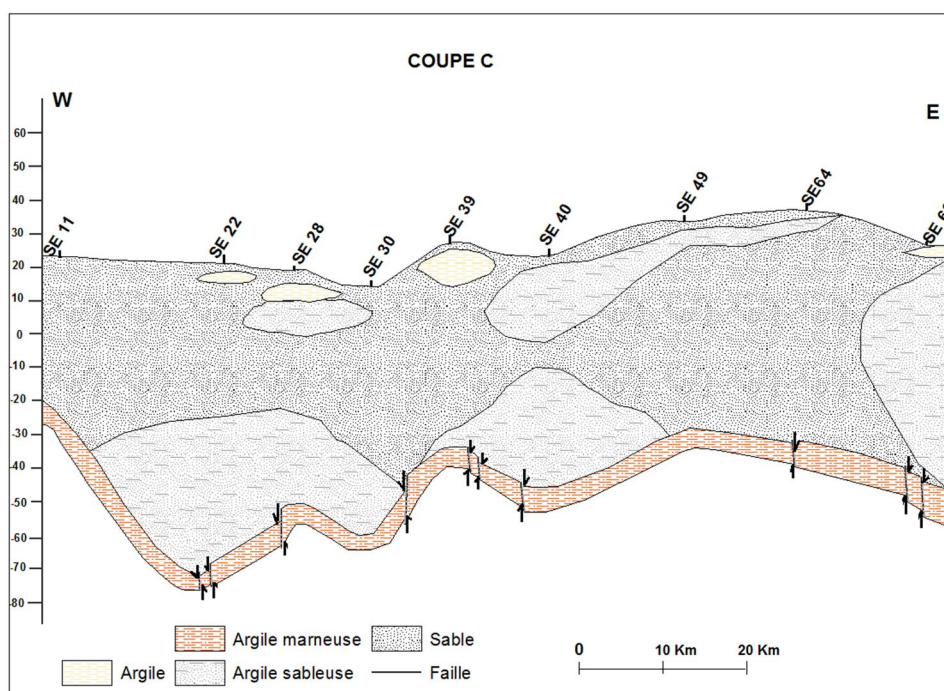 COUPE C
W
E
60
50
40
30
20
10
0
-10
-20
-30
-40
-50
-60
-70
-80
SE 11
SE 22
SE 28
SE 30
SE 39
SE 40
SE 49
SE64
Argile marneuse
Sable
Argile
Argile sableuse
Faille
0
10 Km
20 Km